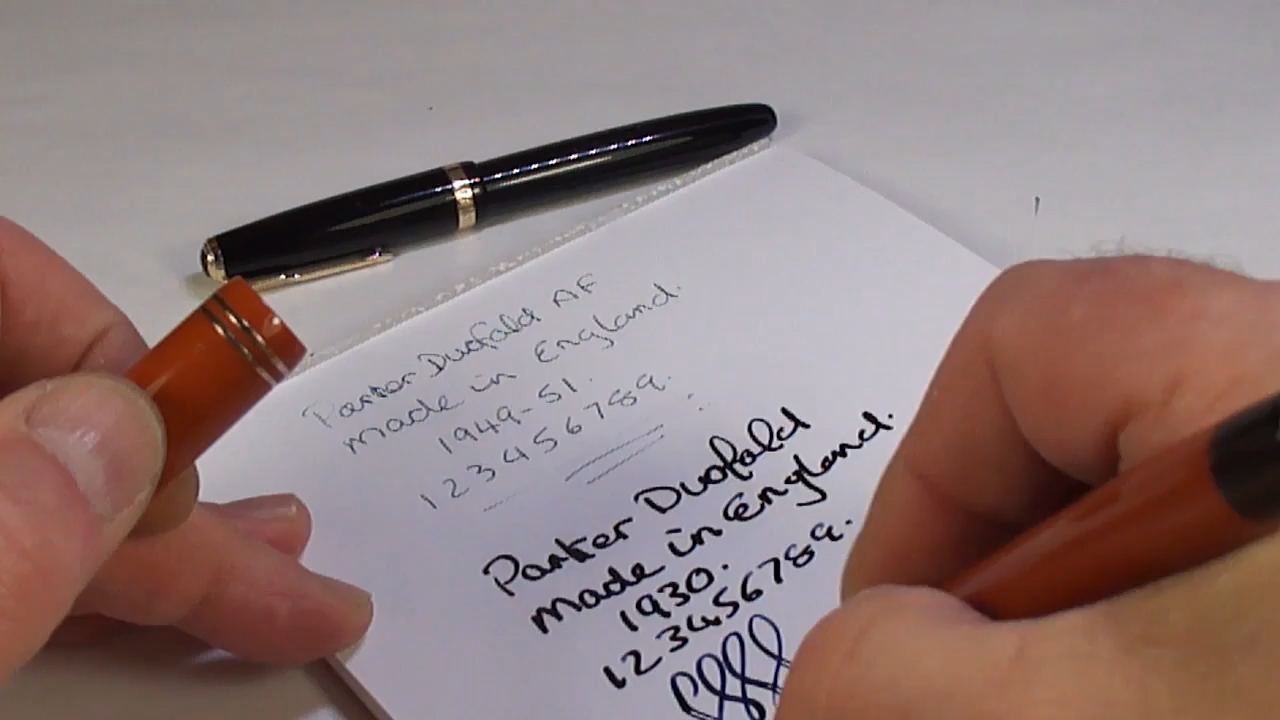 Parker Duofold AF
made in England.
1949-51.
123456789.
Parker Duofold
made in England.
1930.
123456789.